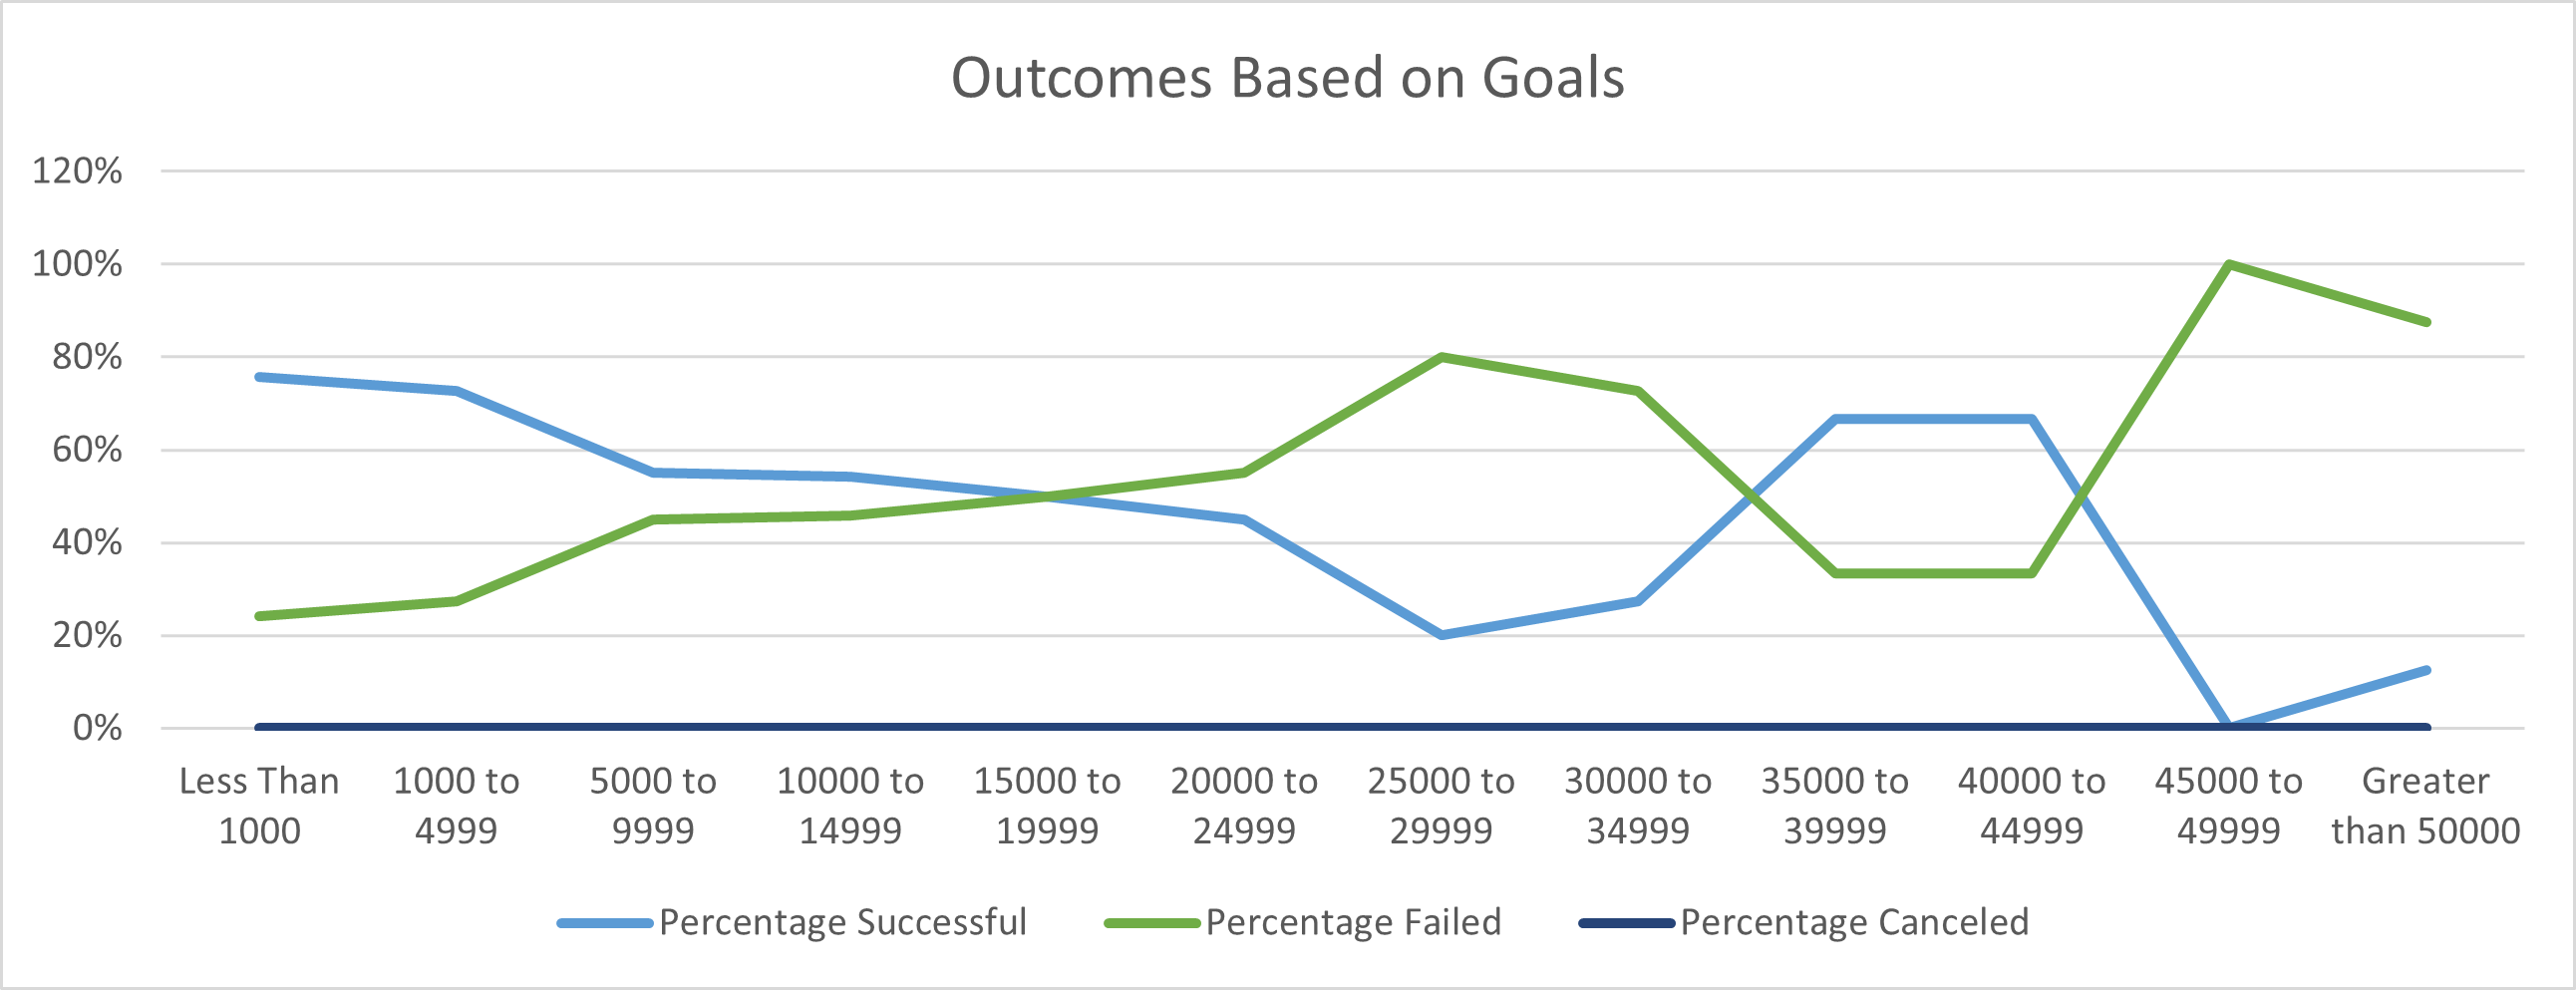 Outcomes Based on Goals
120%
100%
80%
60%
40%
20%
0%
Less Than 1000
1000 to 4999
5000 to 9999
10000 to 14999
15000 to 19999
20000 to 24999
25000 to 29999
30000 to 34999
35000 to 39999
40000 to 44999
45000 to 49999
Greater than 50000
Percentage Successful
Percentage Failed
Percentage Canceled